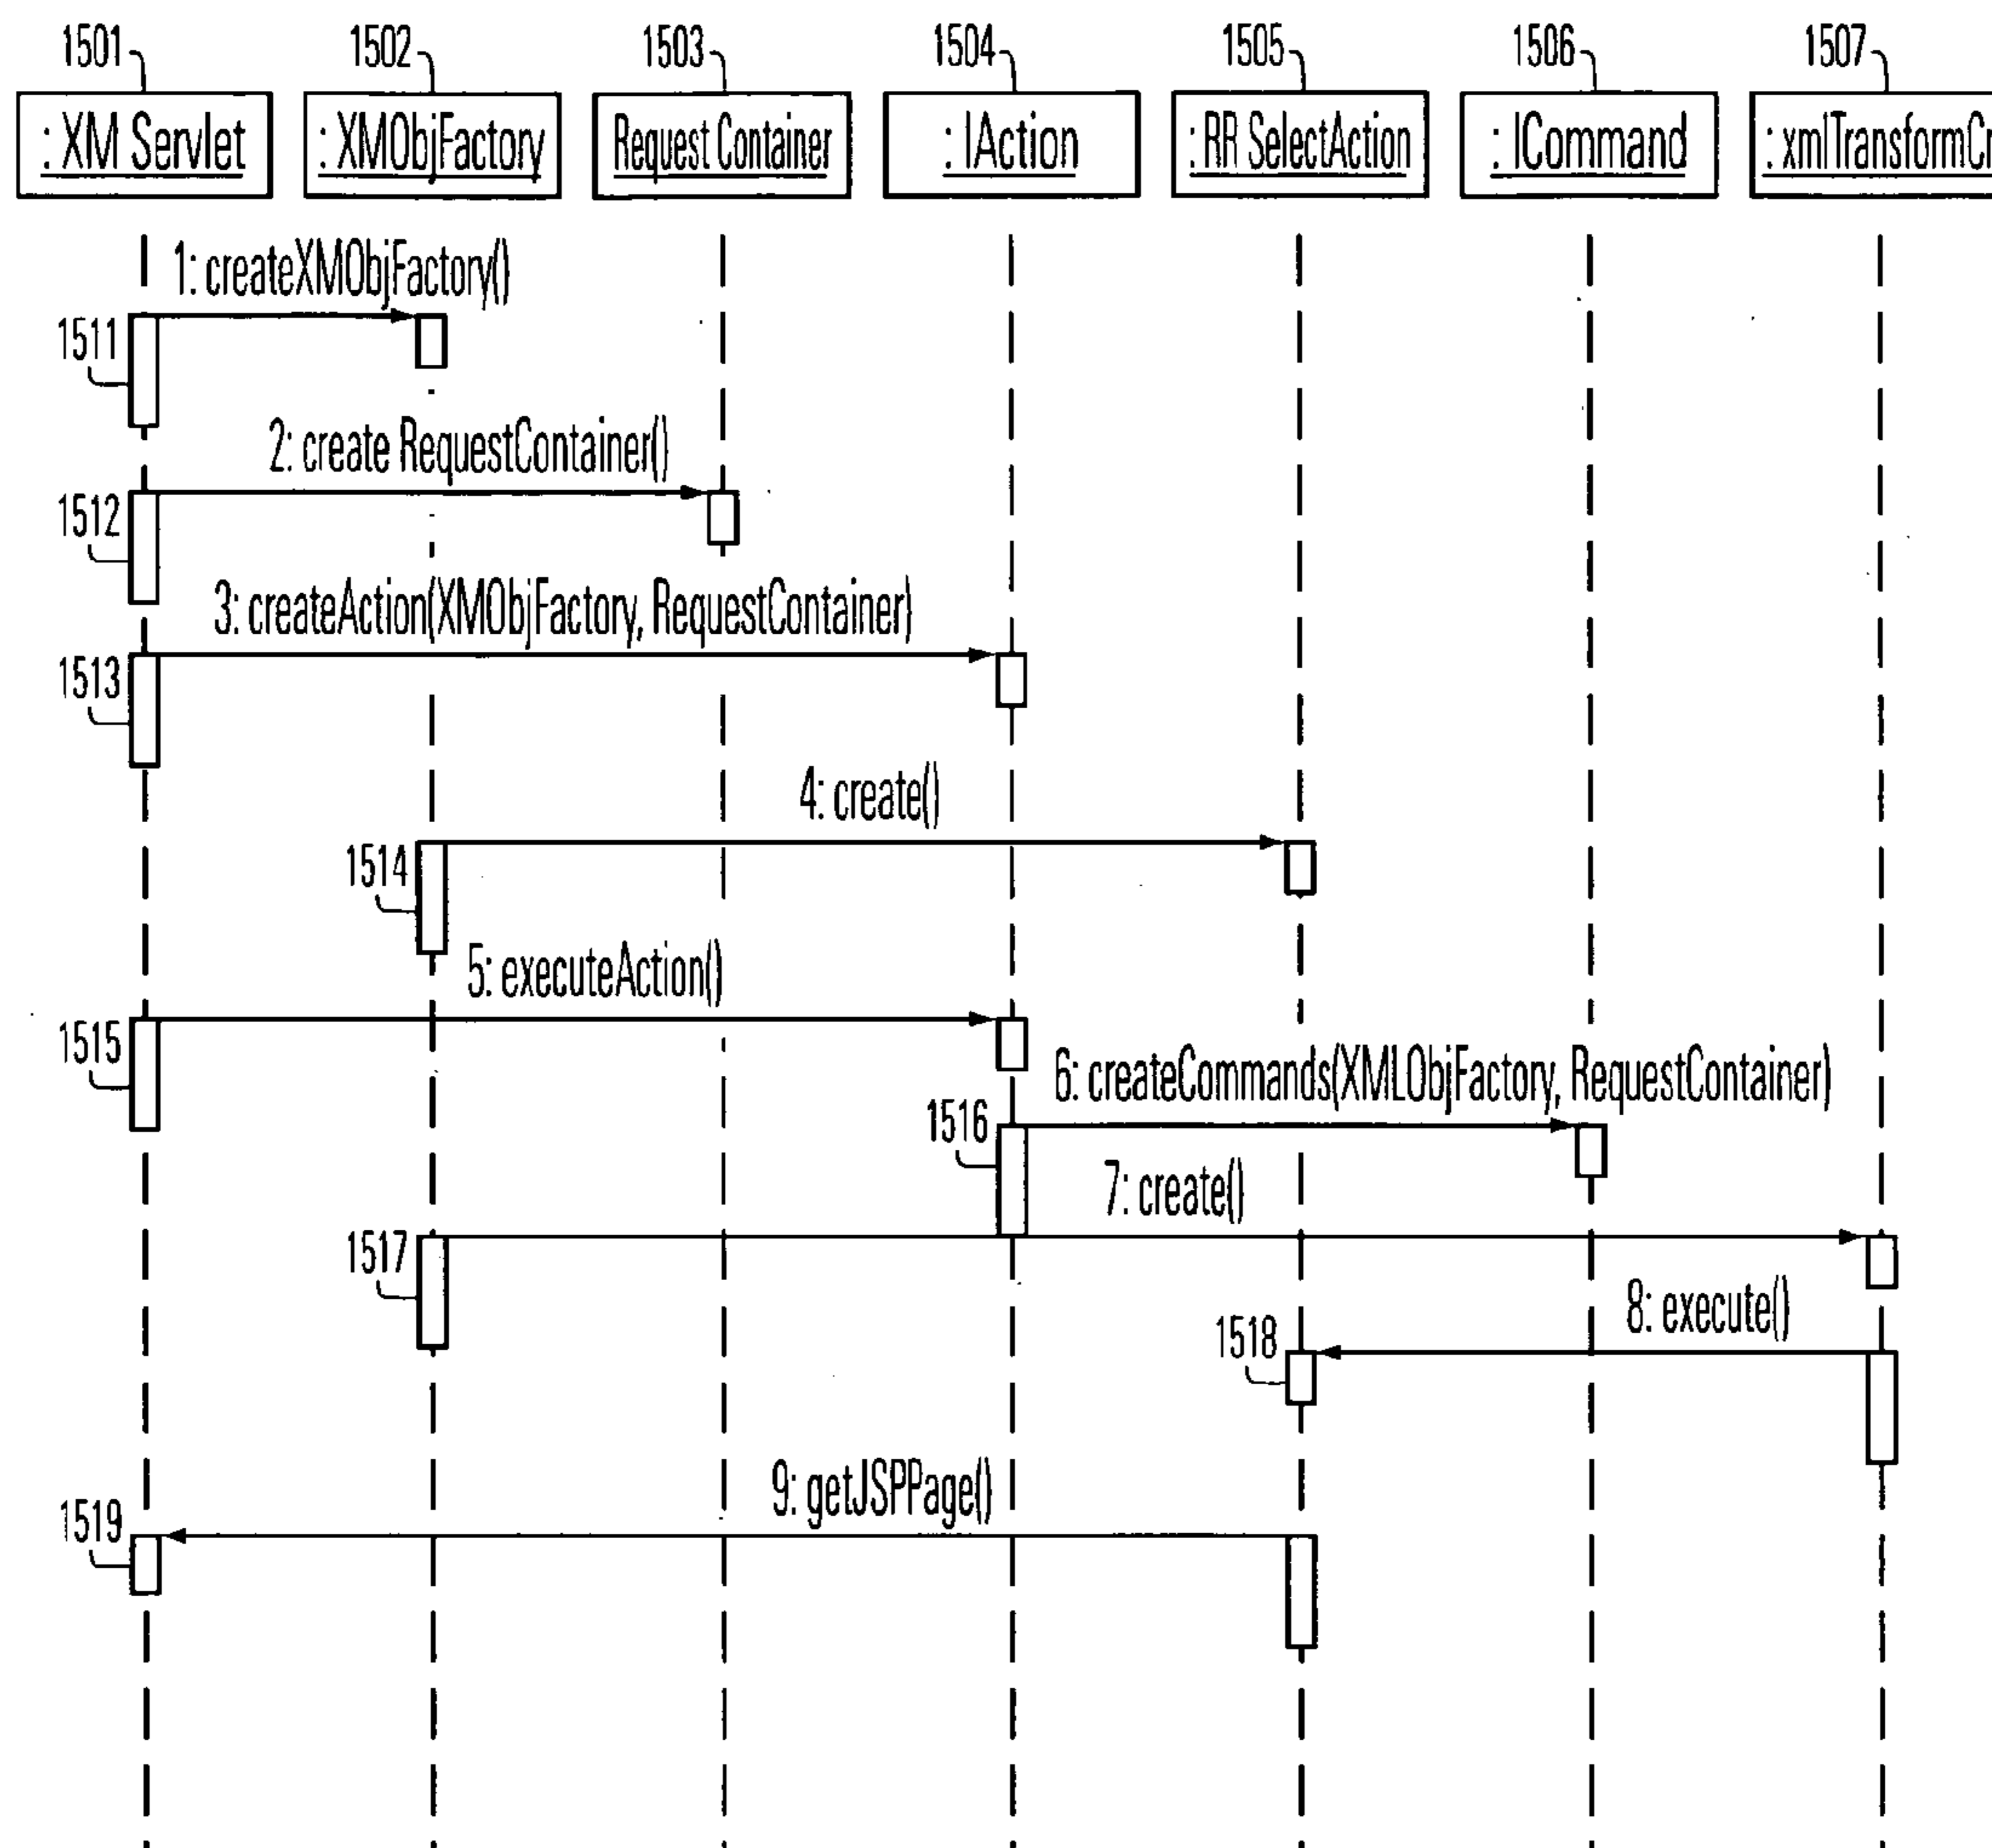 1501 1502 1503 1504 1505 1506 1507
: XM Servlet : XMObjFactory Request Container : IAction : RR SelectAction : ICommand : xmlTransformCm
1: createXMObjFactory()
1511
2: create RequestContainer()
1512
3: createAction(XMObjFactory, RequestContainer)
1513
4: create()
1514
5: executeAction()
1515
6: createCommands(XMLObjFactory, RequestContainer)
1516
7: create()
1517
8: execute()
1518
9: getJSPPage()
1519